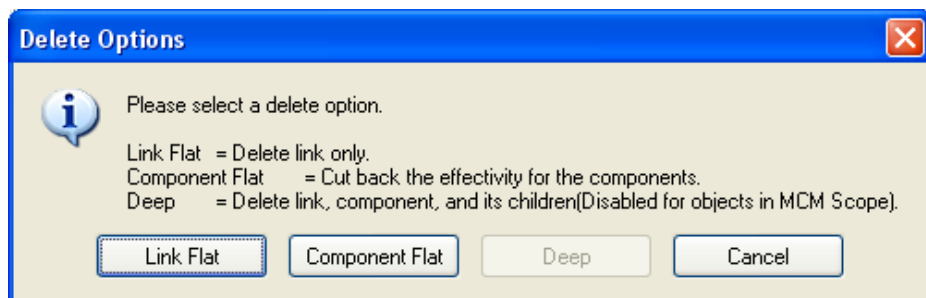 Delete Options
Please select a delete option.
Link Flat = Delete link only.
Component Flat = Cut back the effectivity for the components.
Deep = Delete link, component, and its children(Disabled for objects in MCM Scope).
Link Flat Component Flat Deep Cancel